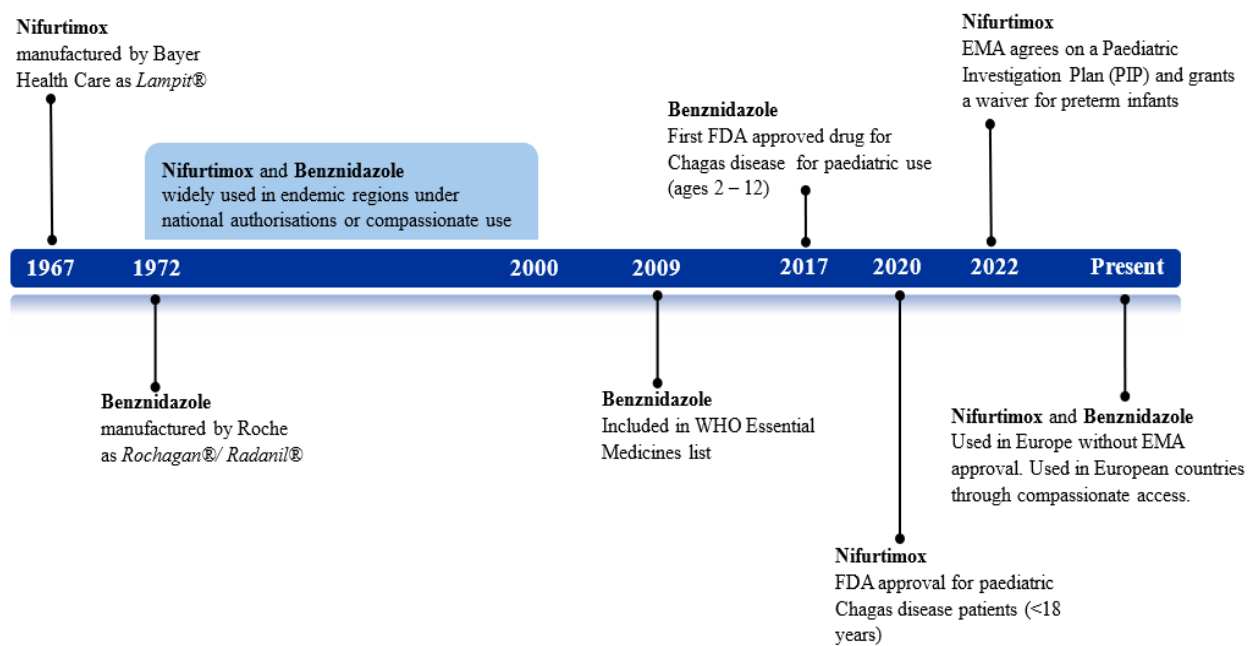 Nifurtimox
manufactured by Bayer
Health Care as Lampit®
Nifurtimox and Benznidazole
widely used in endemic regions under
national authorisations or compassionate use
Benznidazole
First FDA approved drug for
Chagas disease for paediatric use
(ages 2 – 12)
Nifurtimox
EMA agrees on a Paediatric
Investigation Plan (PIP) and grants
a waiver for preterm infants
1967 1972 2000 2009 2017 2020 2022 Present
Benznidazole
manufactured by Roche
as Rochagan®/ Radanil®
Benznidazole
Included in WHO Essential
Medicines list
Nifurtimox
FDA approval for paediatric
Chagas disease patients (<18
years)
Nifurtimox and Benznidazole
Used in Europe without EMA
approval. Used in European countries
through compassionate access.